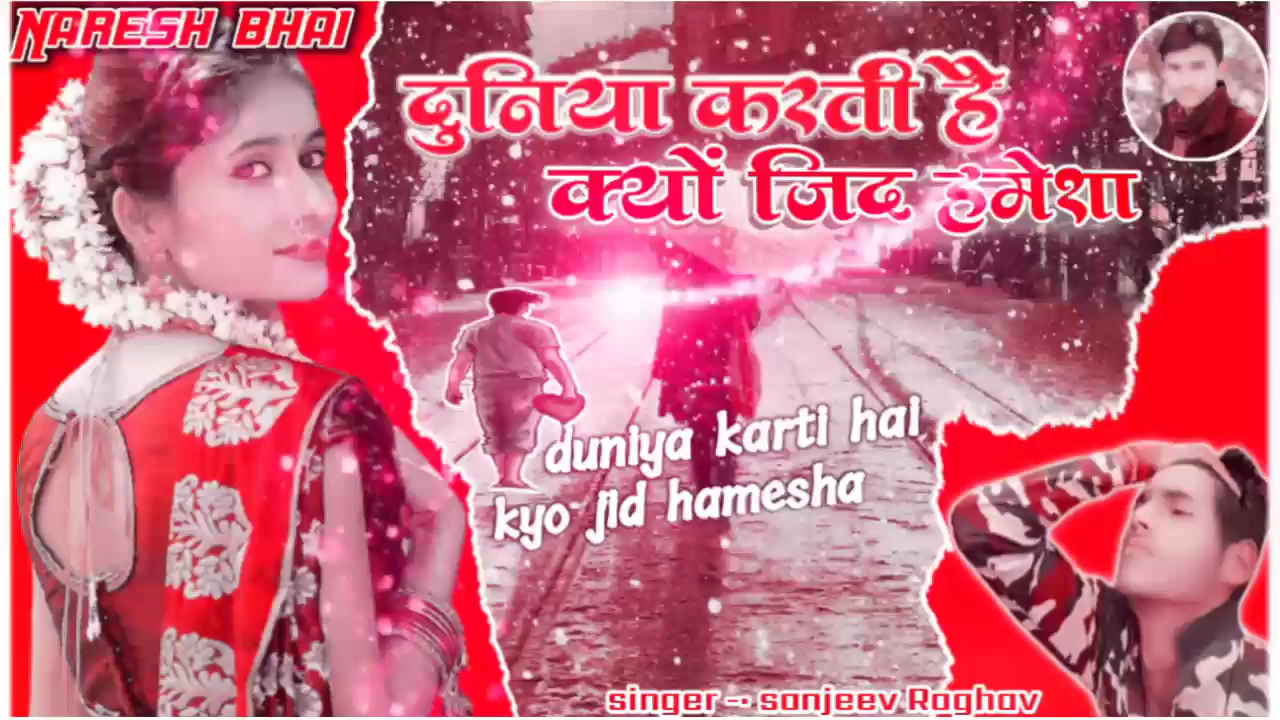 NARESH BHAI
दुनिया करती है
क्यों जिद हमेशा
duniya karti hai
kyo jid hamesha
singer -• sanjeev Raghav